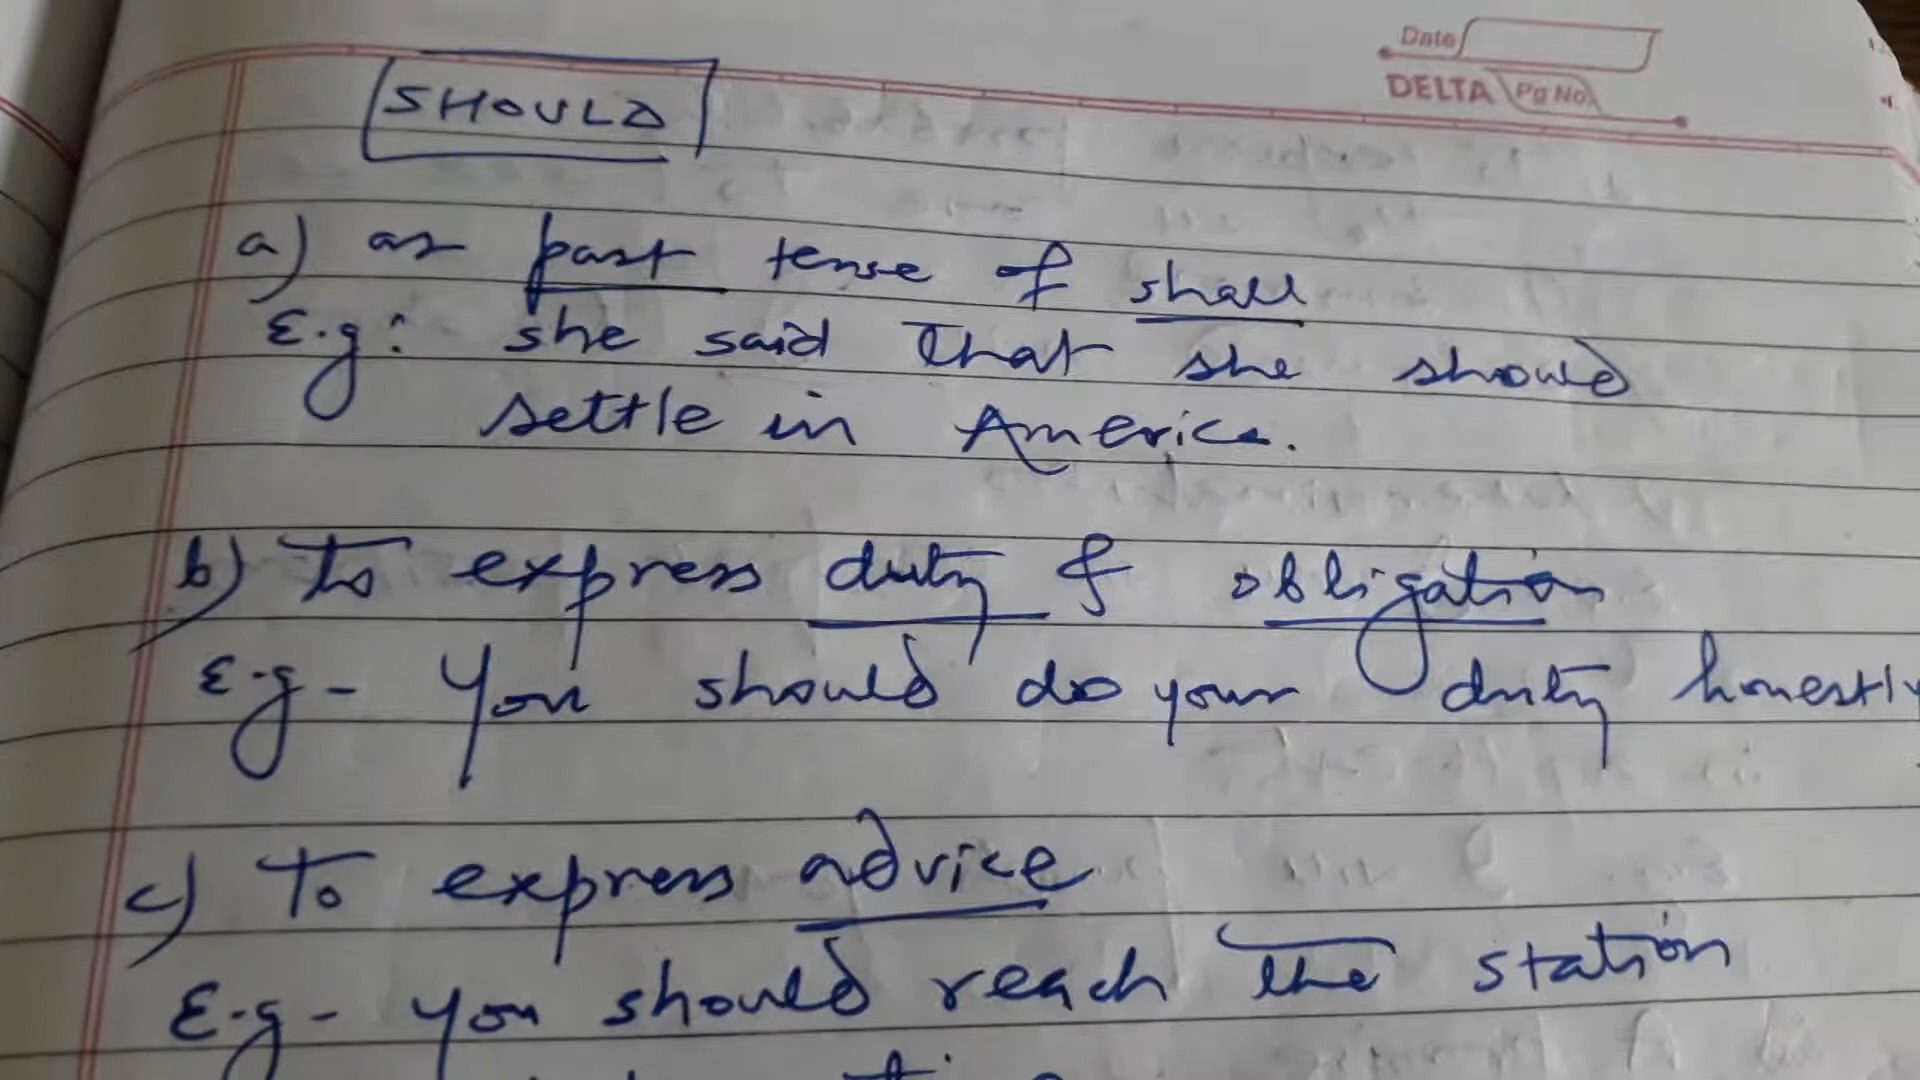 Date
DELTA Pg No.
SHOULD
a) as past tense of shall
E.g: she said that she should
settle in America.
b) To express duty & obligation
E.g- You should do your duty honestly
c) To express advice
E.g- you should reach the station